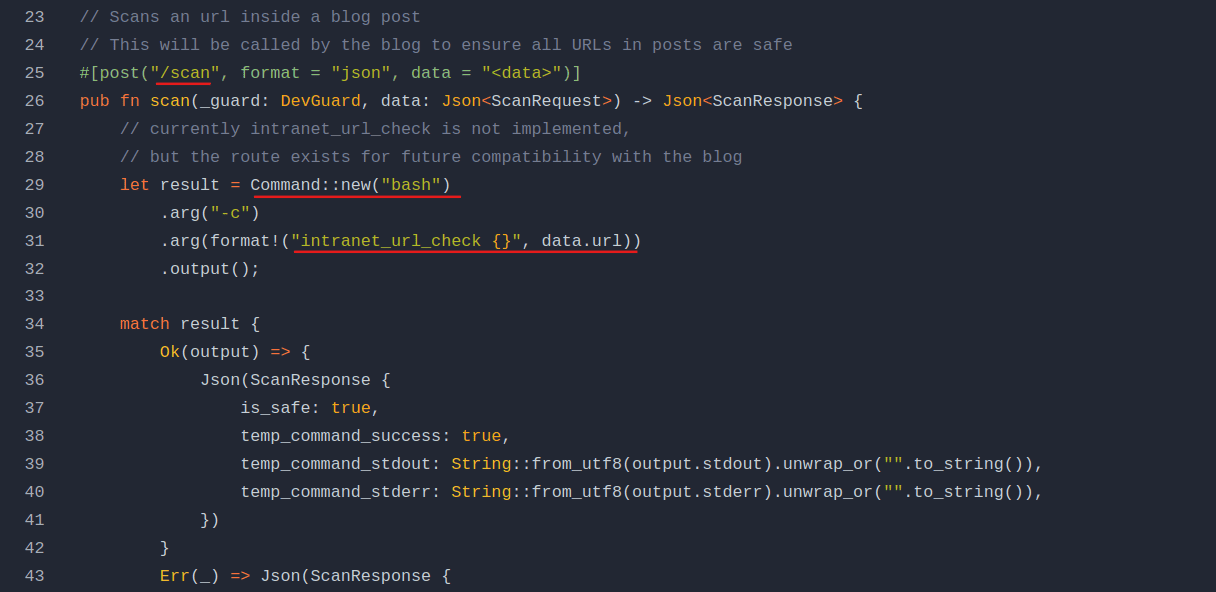 23 // Scans an url inside a blog post
24 // This will be called by the blog to ensure all URLs in posts are safe
25 #[post("/scan", format = "json", data = "<data>")]
26 pub fn scan(_guard: DevGuard, data: Json<ScanRequest>) -> Json<ScanResponse> {
27     // currently intranet_url_check is not implemented,
28     // but the route exists for future compatibility with the blog
29     let result = Command::new("bash")
30         .arg("-c")
31         .arg(format!("intranet_url_check {}", data.url))
32         .output();
33
34     match result {
35         Ok(output) => {
36             Json(ScanResponse {
37                 is_safe: true,
38                 temp_command_success: true,
39                 temp_command_stdout: String::from_utf8(output.stdout).unwrap_or("".to_string()),
40                 temp_command_stderr: String::from_utf8(output.stderr).unwrap_or("".to_string()),
41             })
42         }
43         Err(_) => Json(ScanResponse {